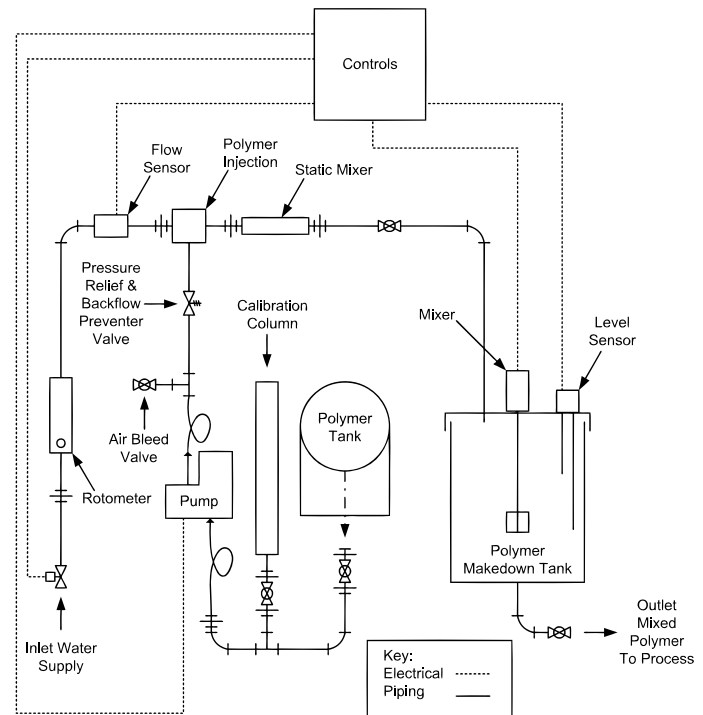 Controls
Flow
Sensor
Polymer
Injection
Static Mixer
Pressure
Relief &
Backflow
Preventer
Valve
Calibration
Column
Mixer
Level
Sensor
Polymer
Tank
Air Bleed
Valve
Rotometer
Pump
Polymer
Makedown Tank
Inlet Water
Supply
Outlet
Mixed
Polymer
To Process
Key:
Electrical
Piping